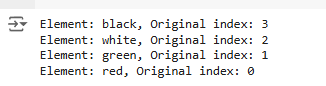 Element: black, Original index: 3
Element: white, Original index: 2
Element: green, Original index: 1
Element: red, Original index: 0